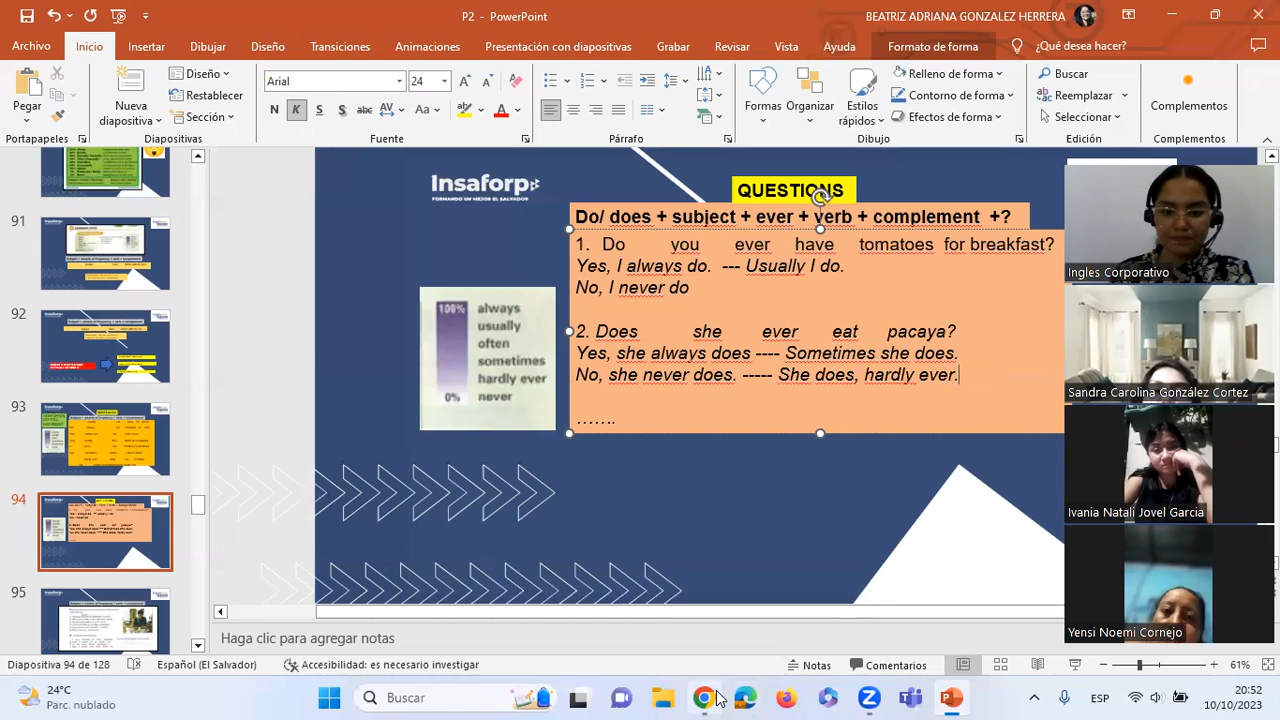 P2 - PowerPoint
BEATRIZ ADRIANA GONZALEZ HERRERA
Archivo Inicio Insertar Dibujar Diseño Transiciones Animaciones Presentación con diapositivas Grabar Revisar Vista Ayuda Formato de forma ¿Qué desea hacer?
Pegar
Nueva diapositiva
Diseño
Restablecer
Sección
Arial 24
N K S S abc AV Aa A
Formas Organizar Estilos rápidos
Relleno de forma
Contorno de forma
Efectos de forma
Buscar
Reemplazar
Seleccionar
Complementos
Portapapeles Diapositivas Fuente Párrafo Dibujo Edición Complementos
91
92
93
94
95
Insaforp
FORMANDO UN MEJOR EL SALVADOR
QUESTIONS
Do/ does + subject + ever + verb + complement +?
1. Do you ever have tomatoes for breakfast?
Yes, I always do. --- Usually I do.
No, I never do
2. Does she ever eat pacaya?
Yes, she always does ---- Sometimes she does.
No, she never does. ----- She does, hardly ever.
…….
100% always
usually
often
sometimes
hardly ever
0% never
Ingles Corporativo
Sandra Carolina González Cortez
Ivania Natali Jovel Garcia
Yensi Noemi Cornejo
Haga clic para agregar notas
Diapositiva 94 de 128 Español (El Salvador) Accesibilidad: es necesario investigar Notas Comentarios 61%
24°C
Parc. nublado
Buscar
ESP
20:52
10/10/2023